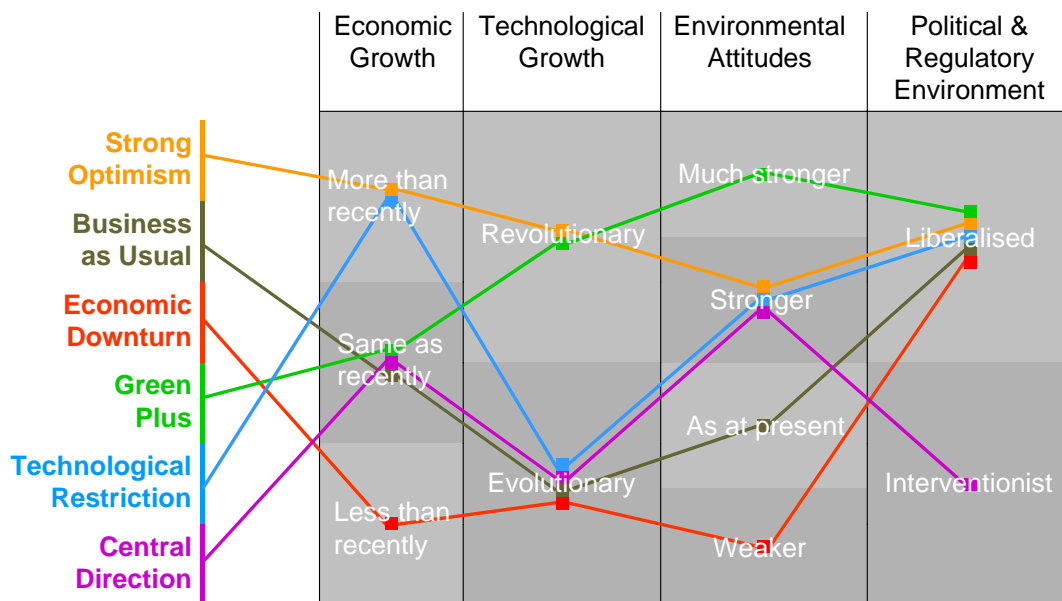 Economic
Growth
Technological
Growth
Environmental
Attitudes
Political &
Regulatory
Environment
Strong
Optimism
Business
as Usual
Economic
Downturn
Green
Plus
Technological
Restriction
Central
Direction
More than
recently
Same as
recently
Less than
recently
Revolutionary
Evolutionary
Much stronger
Stronger
As at present
Weaker
Liberalised
Interventionist